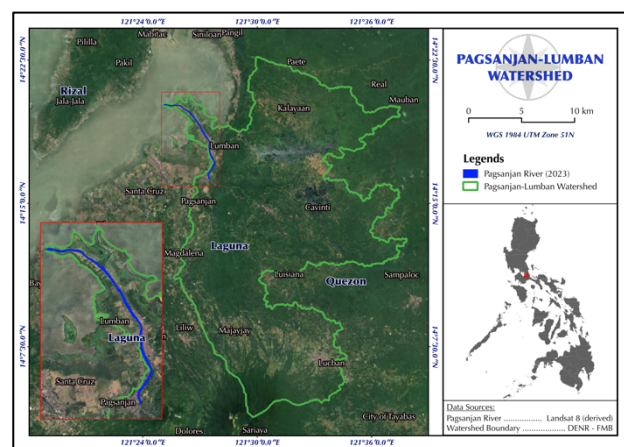 121°24'0.0"E 121°30'0.0"E 121°36'0.0"E
Mabitac Siniloan Pangil
Pililla
Paete
Pakil
Rizal
Real
Jala-Jala
Mauban
Kalayaan
Lumban
Santa Cruz
Pagsanjan
Cavinti
Magdalena
Laguna
Luisiana
Quezon
Sampaloc
Liliw
Majayjay
Lucban
Dolores
Sariaya
City of Tayabas
Lumban
Laguna
Santa Cruz
Pagsanjan
14°22'30.0"N
14°15'0.0"N
14°7'30.0"N
14°22'30.0"N
14°15'0.0"N
14°7'30.0"N
121°24'0.0"E 121°30'0.0"E 121°36'0.0"E
PAGSANJAN-LUMBAN
WATERSHED
0 5 10 km
WGS 1984 UTM Zone 51N
Legends
Pagsanjan River (2023)
Pagsanjan-Lumban Watershed
Data Sources:
Pagsanjan River .................. Landsat 8 (derived)
Watershed Boundary .................. DENR - FMB